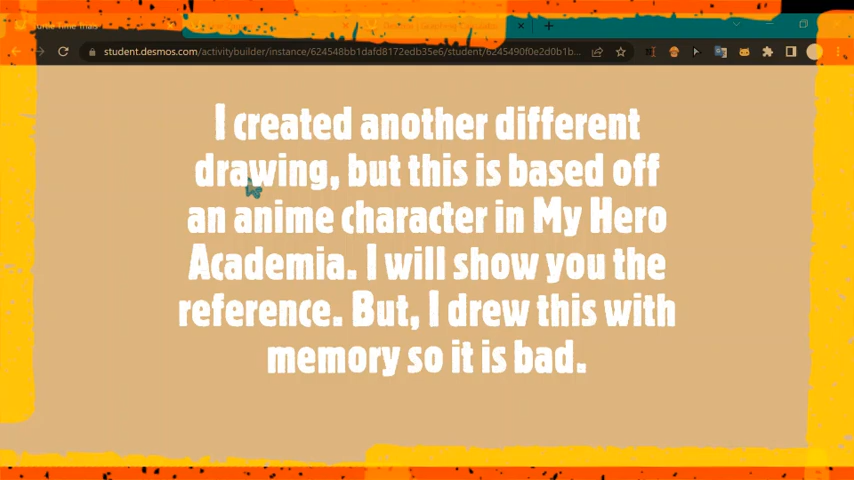 student.desmos.com/activitybuilder/instance/624548bb1dafd8172edb35e6/student/6245490f0e2d0b1b...
I created another different
drawing, but this is based off
an anime character in My Hero
Academia. I will show you the
reference. But, I drew this with
memory so it is bad.